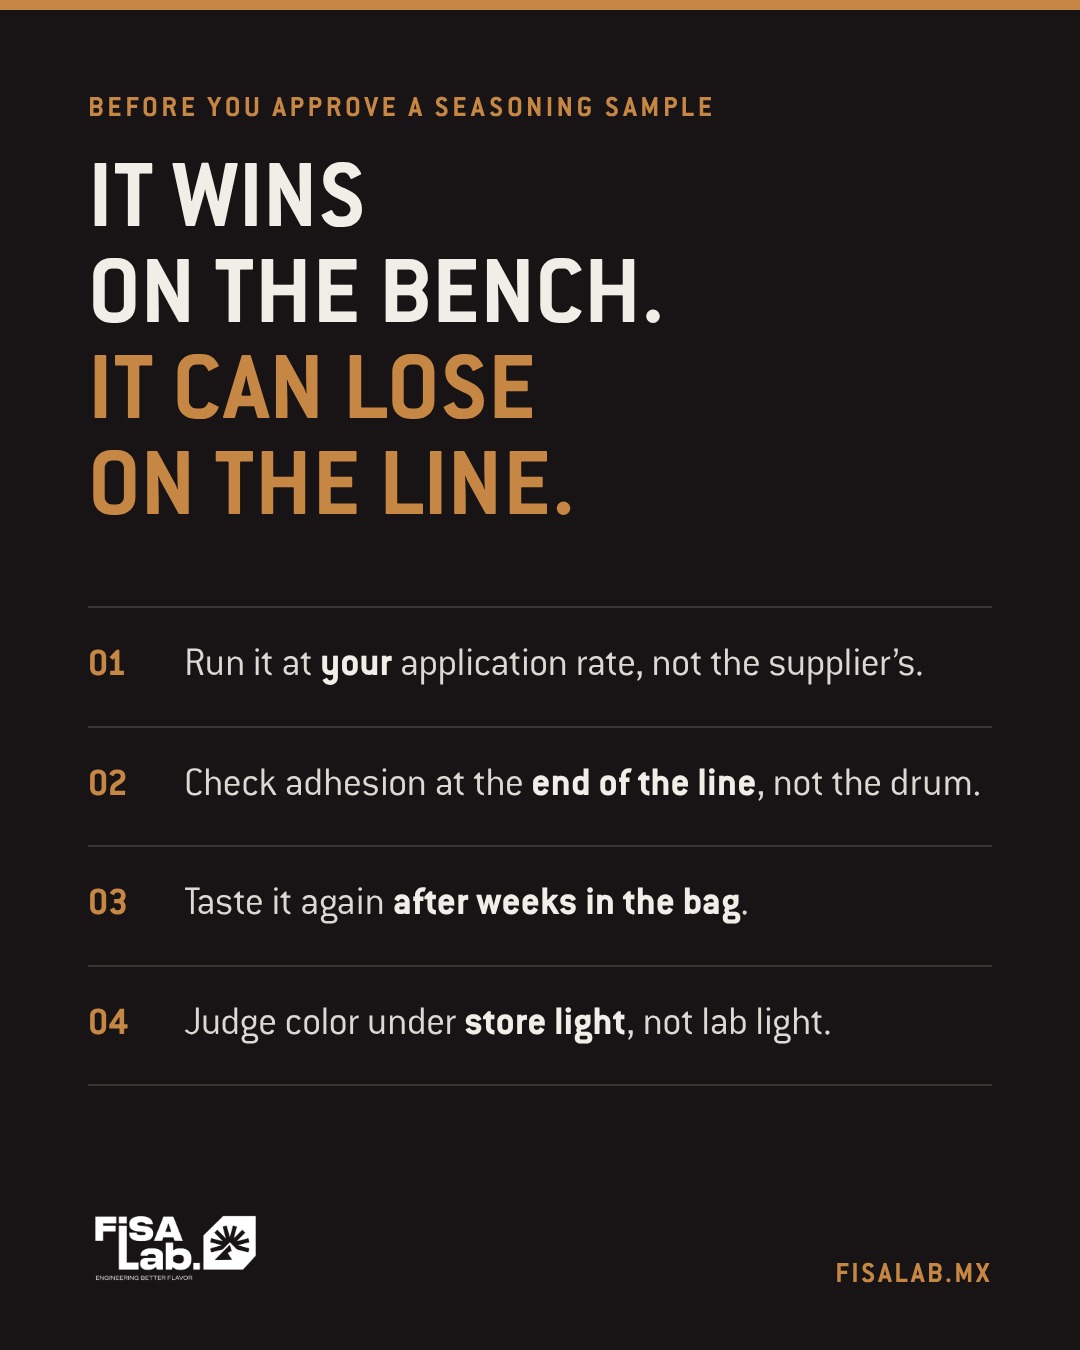 BEFORE YOU APPROVE A SEASONING SAMPLE
IT WINS
ON THE BENCH.
IT CAN LOSE
ON THE LINE.
01 Run it at your application rate, not the supplier’s.
02 Check adhesion at the end of the line, not the drum.
03 Taste it again after weeks in the bag.
04 Judge color under store light, not lab light.
FiSA
Lab.
ENGINEERING BETTER FLAVOR
FISALAB.MX